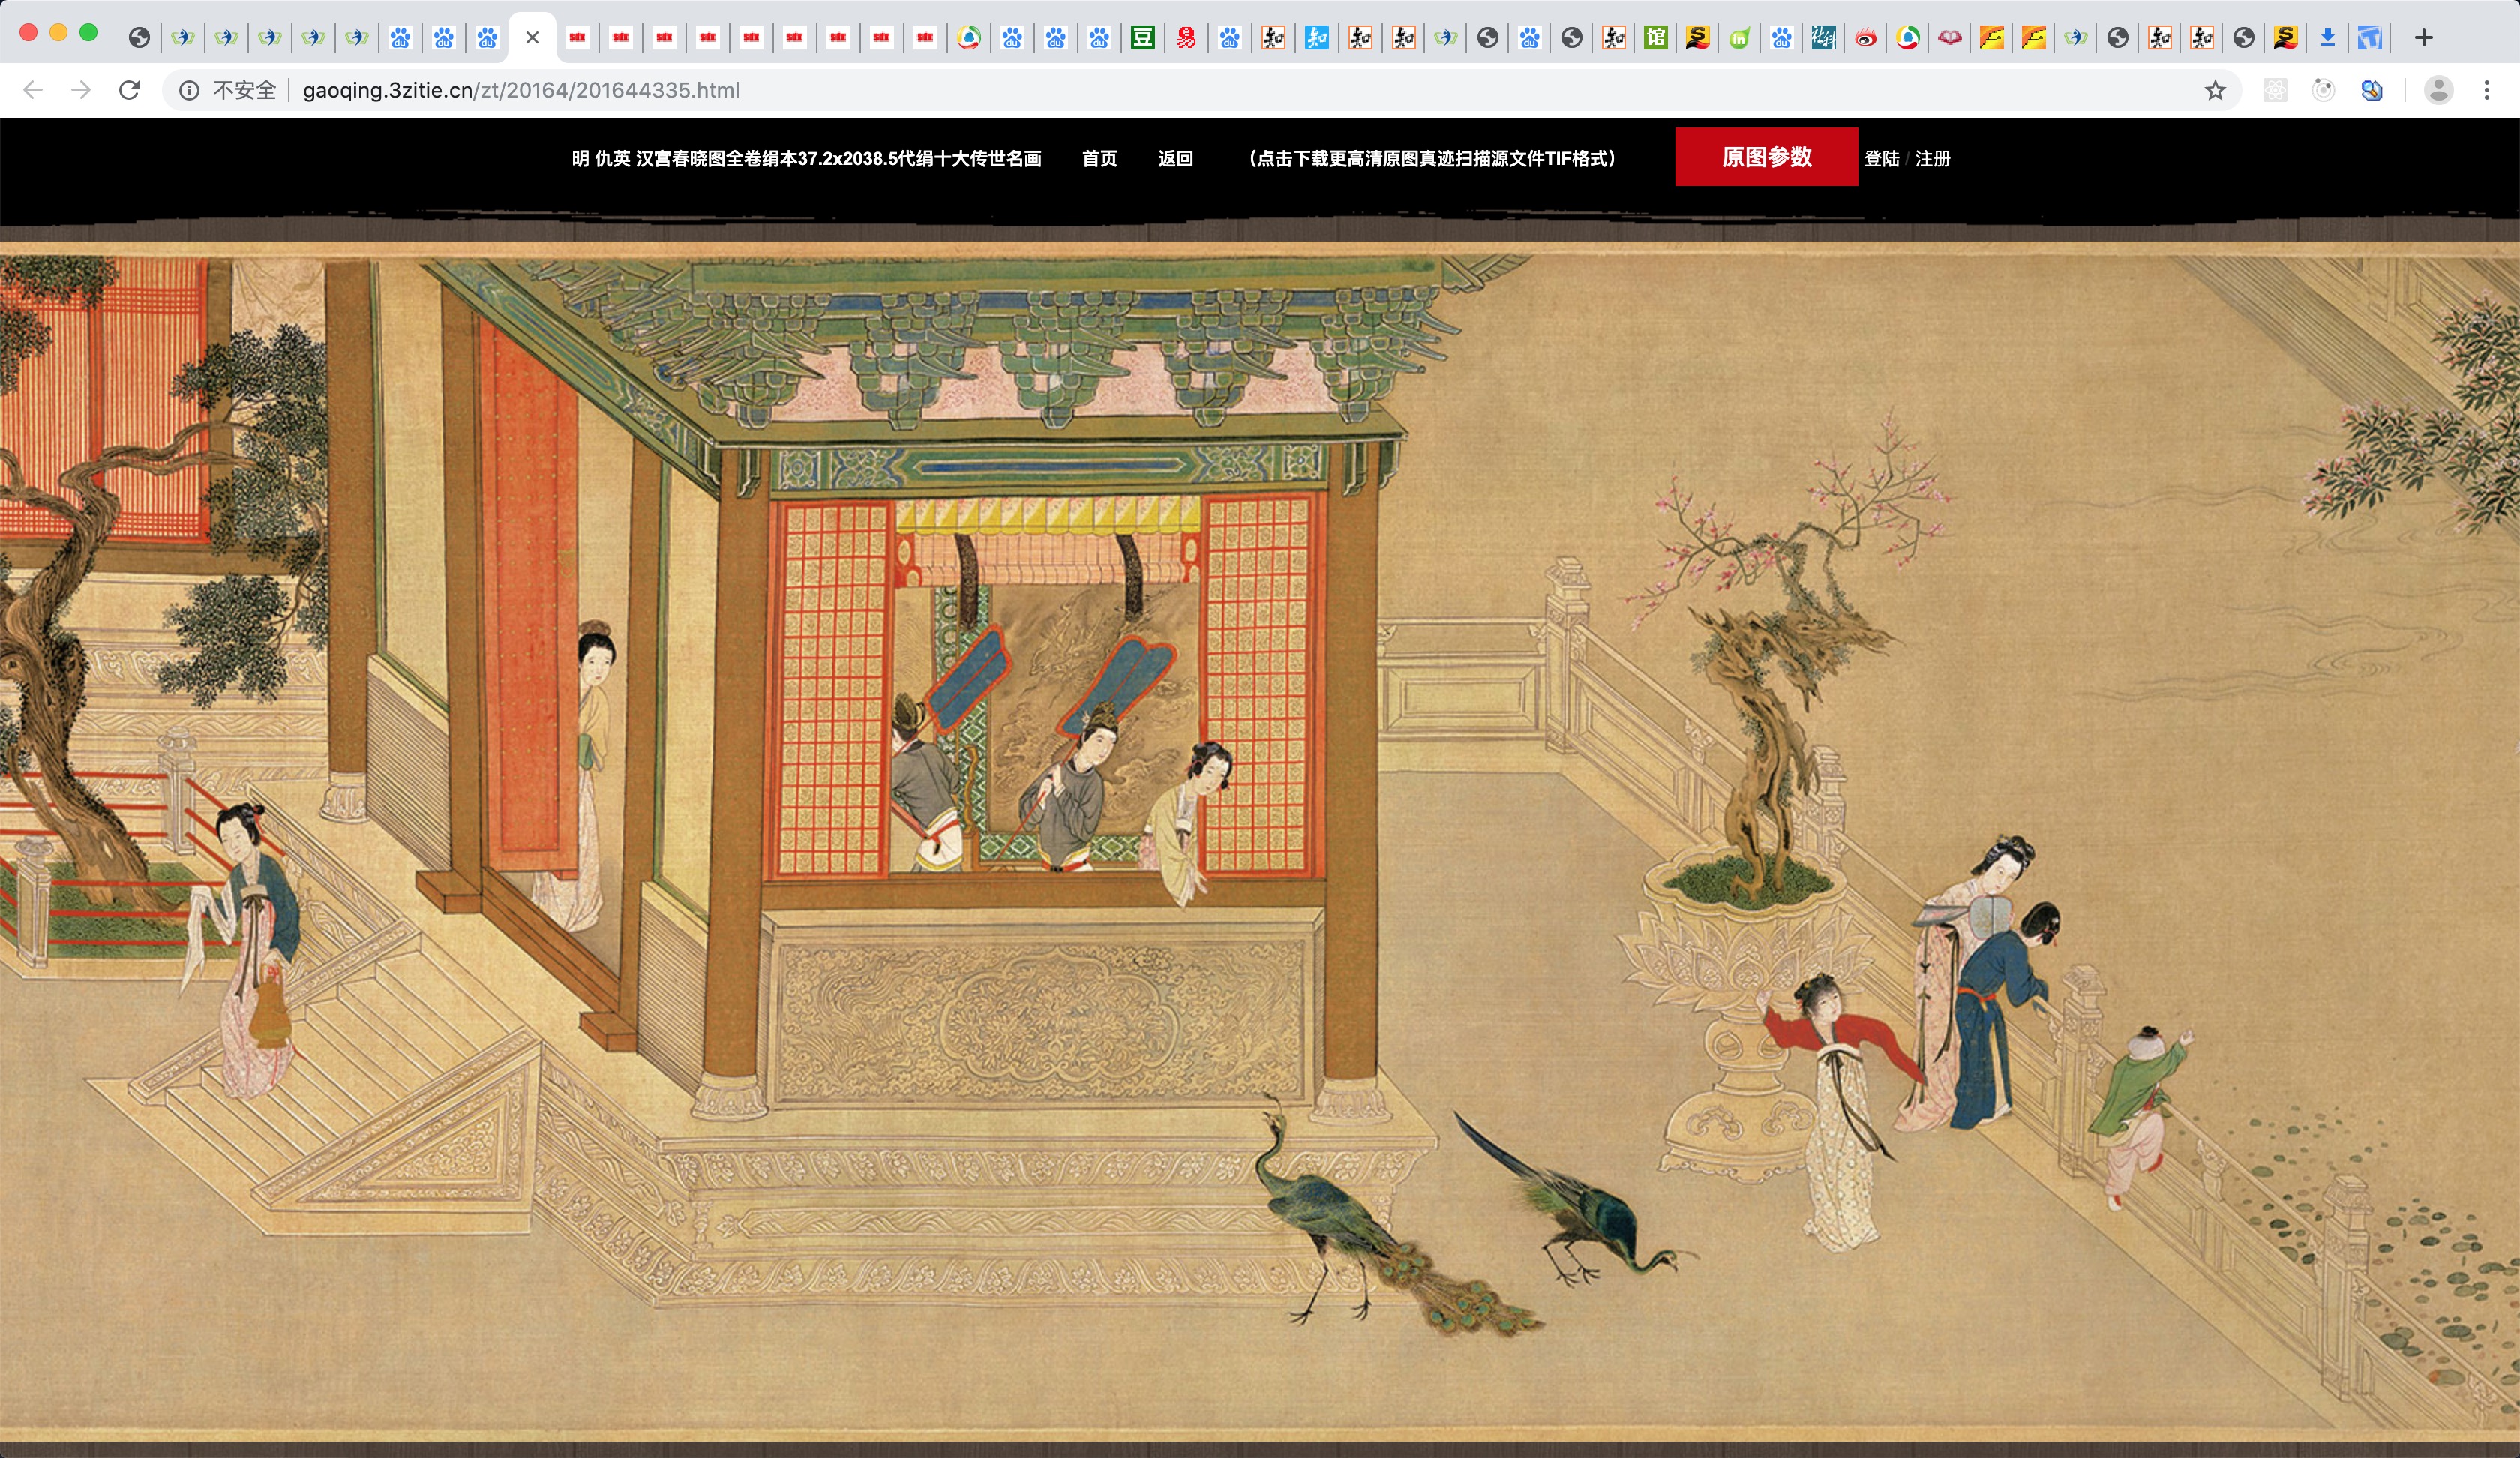 不安全 gaoqing.3zitie.cn/zt/20164/201644335.html
明 仇英 汉宫春晓图全卷绢本37.2x2038.5代绢十大传世名画 首页 返回 （点击下载更高清原图真迹扫描源文件TIF格式） 原图参数 登陆 / 注册